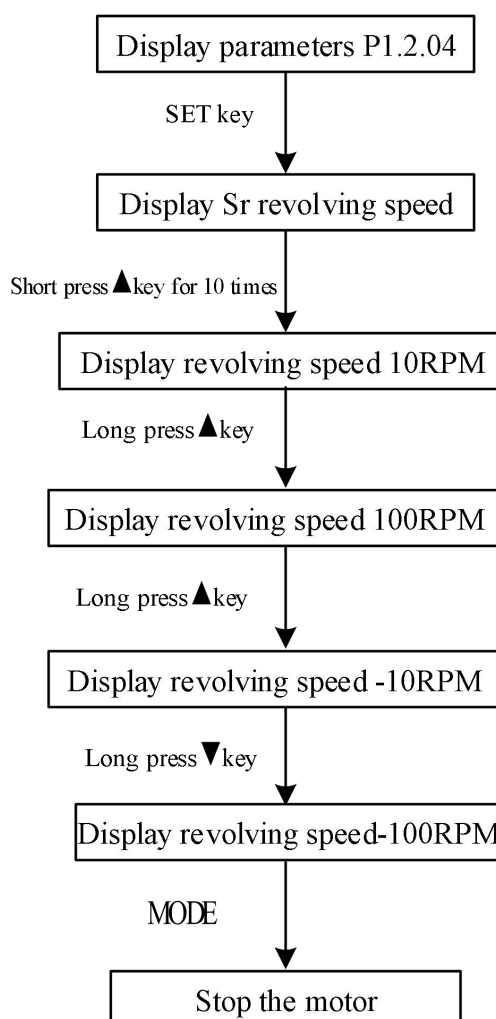 Display parameters P1.2.04
SET key
Display Sr revolving speed
Short press▲key for 10 times
Display revolving speed 10RPM
Long press▲key
Display revolving speed 100RPM
Long press▲key
Display revolving speed -10RPM
Long press▼key
Display revolving speed-100RPM
MODE
Stop the motor